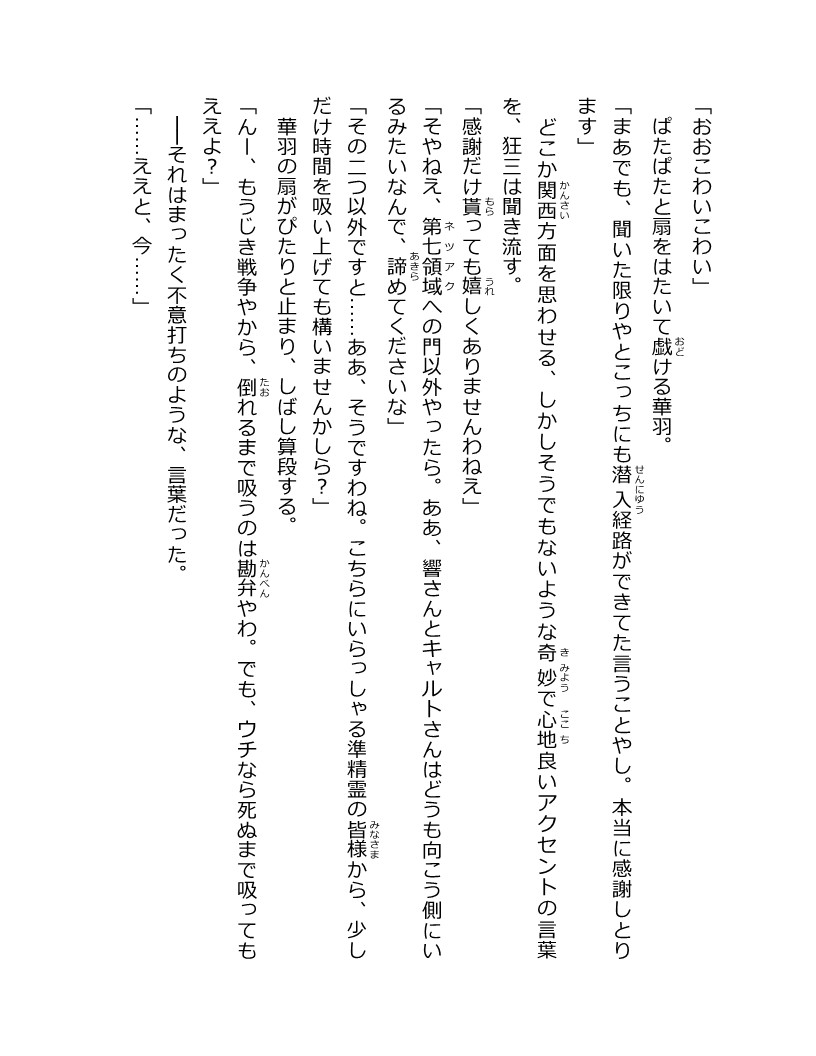 「おおこわいこわい」
ぱたぱたと扇をはたいて戯ける華羽。
「まあでも、聞いた限りやとこっちにも潜入経路ができてた言うことやし。本当に感謝しとり
ます」
どこか関西方面を思わせる、しかしそうでもないような奇妙で心地良いアクセントの言葉
を、狂三は聞き流す。
「感謝だけ貰っても嬉しくありませんわねえ」
「そやねえ、第七領域への門以外やったら。ああ、響さんとキャルトさんはどうも向こう側にい
るみたいなんで、諦めてくださいな」
「その二つ以外ですと……ああ、そうですわね。こちらにいらっしゃる準精霊の皆様から、少し
だけ時間を吸い上げても構いませんかしら？」
華羽の扇がぴたりと止まり、しばし算段する。
「んー、もうじき戦争やから、倒れるまで吸うのは勘弁やわ。でも、ウチなら死ぬまで吸っても
ええよ？」
──それはまったく不意打ちのような、言葉だった。
「……ええと、今……」